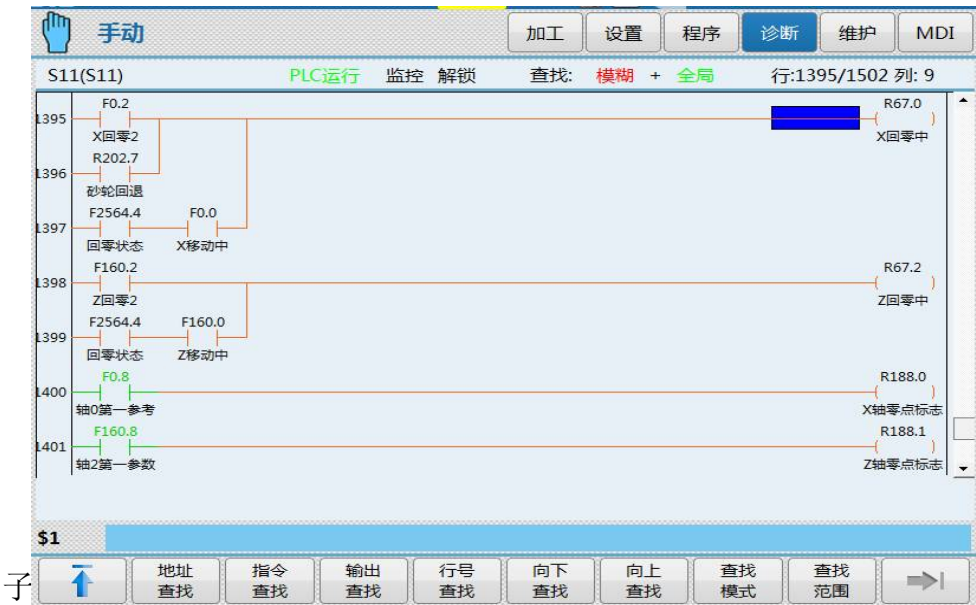 手动 加工 设置 程序 诊断 维护 MDI
S11(S11) PLC运行 监控 解锁 查找: 模糊 + 全局 行:1395/1502 列: 9
F0.2 R67.0
1395
X回零2 X回零中
R202.7
1396
砂轮回退
F2564.4 F0.0
1397
回零状态 X移动中
F160.2 R67.2
1398
Z回零2 Z回零中
F2564.4 F160.0
1399
回零状态 Z移动中
F0.8 R188.0
1400
轴0第一参考 X轴零点标志
F160.8 R188.1
1401
轴2第一参数 Z轴零点标志
$1
子 地址查找 指令查找 输出查找 行号查找 向下查找 向上查找 查找模式 查找范围